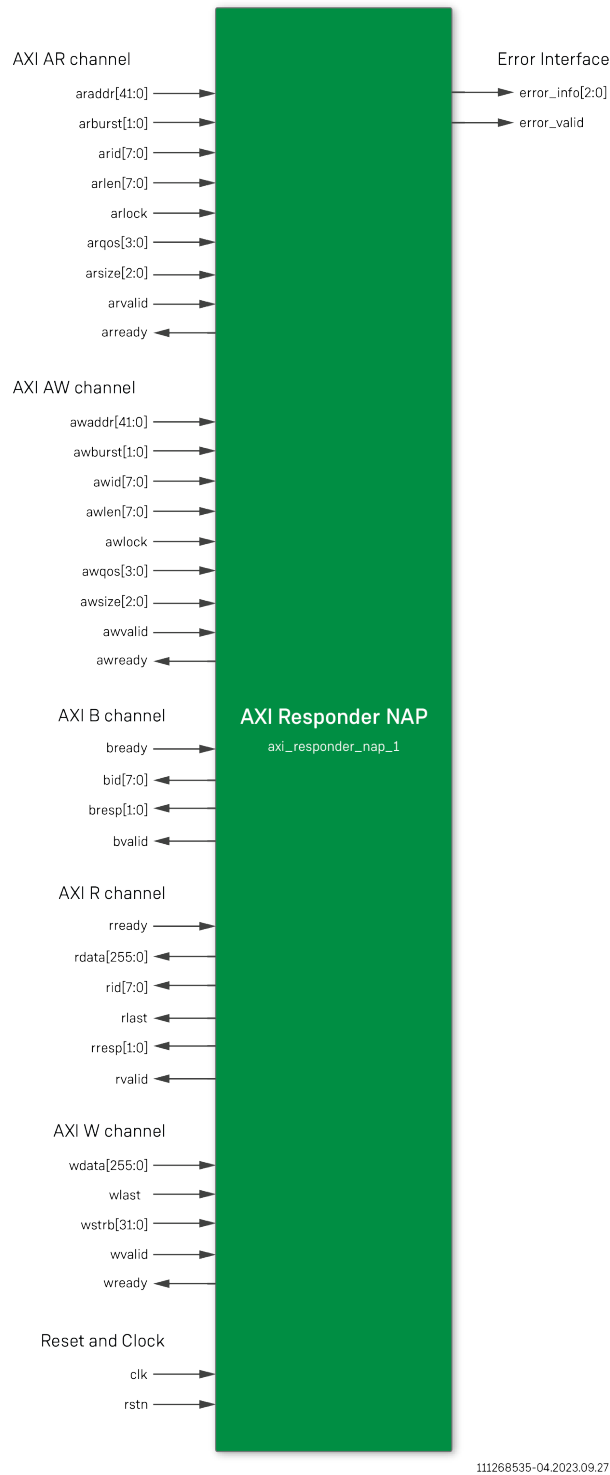 AXI AR channel
araddr[41:0]
arburst[1:0]
arid[7:0]
arlen[7:0]
arlock
arqos[3:0]
arsize[2:0]
arvalid
arready
AXI AW channel
awaddr[41:0]
awburst[1:0]
awid[7:0]
awlen[7:0]
awlock
awqos[3:0]
awsize[2:0]
awvalid
awready
AXI B channel
bready
bid[7:0]
bresp[1:0]
bvalid
AXI R channel
rready
rdata[255:0]
rid[7:0]
rlast
rresp[1:0]
rvalid
AXI W channel
wdata[255:0]
wlast
wstrb[31:0]
wvalid
wready
Reset and Clock
clk
rstn
AXI Responder NAP
axi_responder_nap_1
Error Interface
error_info[2:0]
error_valid
111268535-04.2023.09.27